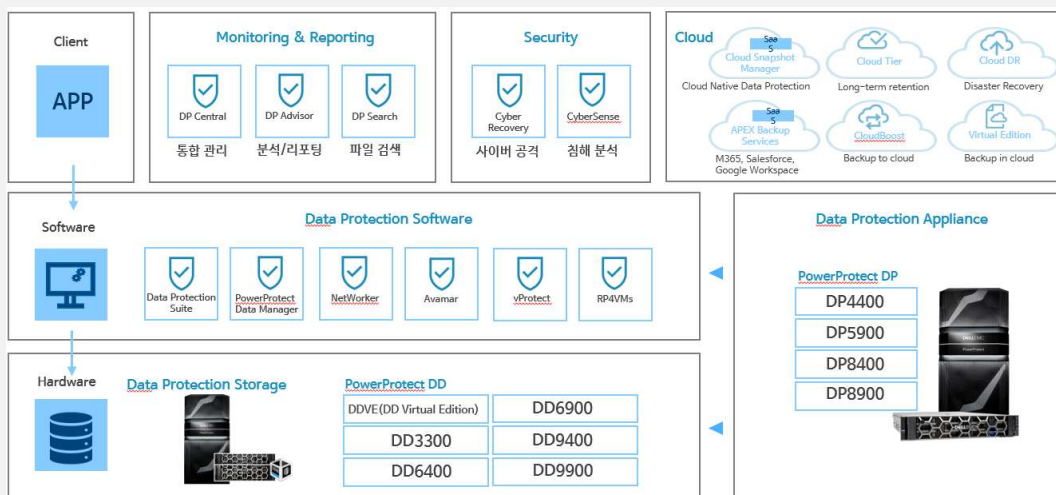 Client
APP
Monitoring & Reporting
DP Central
DP Advisor
DP Search
통합 관리
분석/리포팅
파일 검색
Security
Cyber
Recovery
CyberSense
사이버 공격
침해 분석
Cloud
Saa
S
Cloud Snapshot
Manager
Cloud Native Data Protection
Cloud Tier
Long-term retention
Cloud DR
Disaster Recovery
Saa
S
APEX Backup
Services
M365, Salesforce,
Google Workspace
CloudBoost
Backup to cloud
Virtual Edition
Backup in cloud
Software
Data Protection Software
Data Protection
Suite
PowerProtect
Data Manager
NetWorker
Avamar
vProtect
RP4VMs
Hardware
Data Protection Storage
PowerProtect DD
DDVE(DD Virtual Edition)
DD6900
DD3300
DD9400
DD6400
DD9900
Data Protection Appliance
PowerProtect DP
DP4400
DP5900
DP8400
DP8900
DELLEMC
PowerProtect